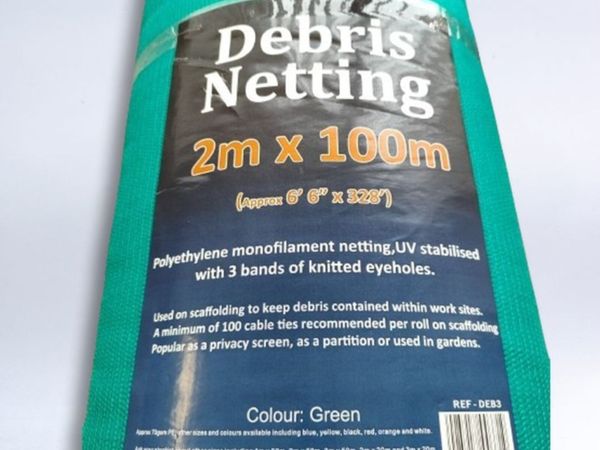 Debris
Netting
2m x 100m
(Approx 6' 6" x 328')
Polyethylene monofilament netting,UV stabilised
with 3 bands of knitted eyeholes.
Used on scaffolding to keep debris contained within work sites.
A minimum of 100 cable ties recommended per roll on scaffolding
Popular as a privacy screen, as a partition or used in gardens.
Colour: Green
REF - DEB3
other sizes and colours available including blue, yellow, black, red, orange and white.